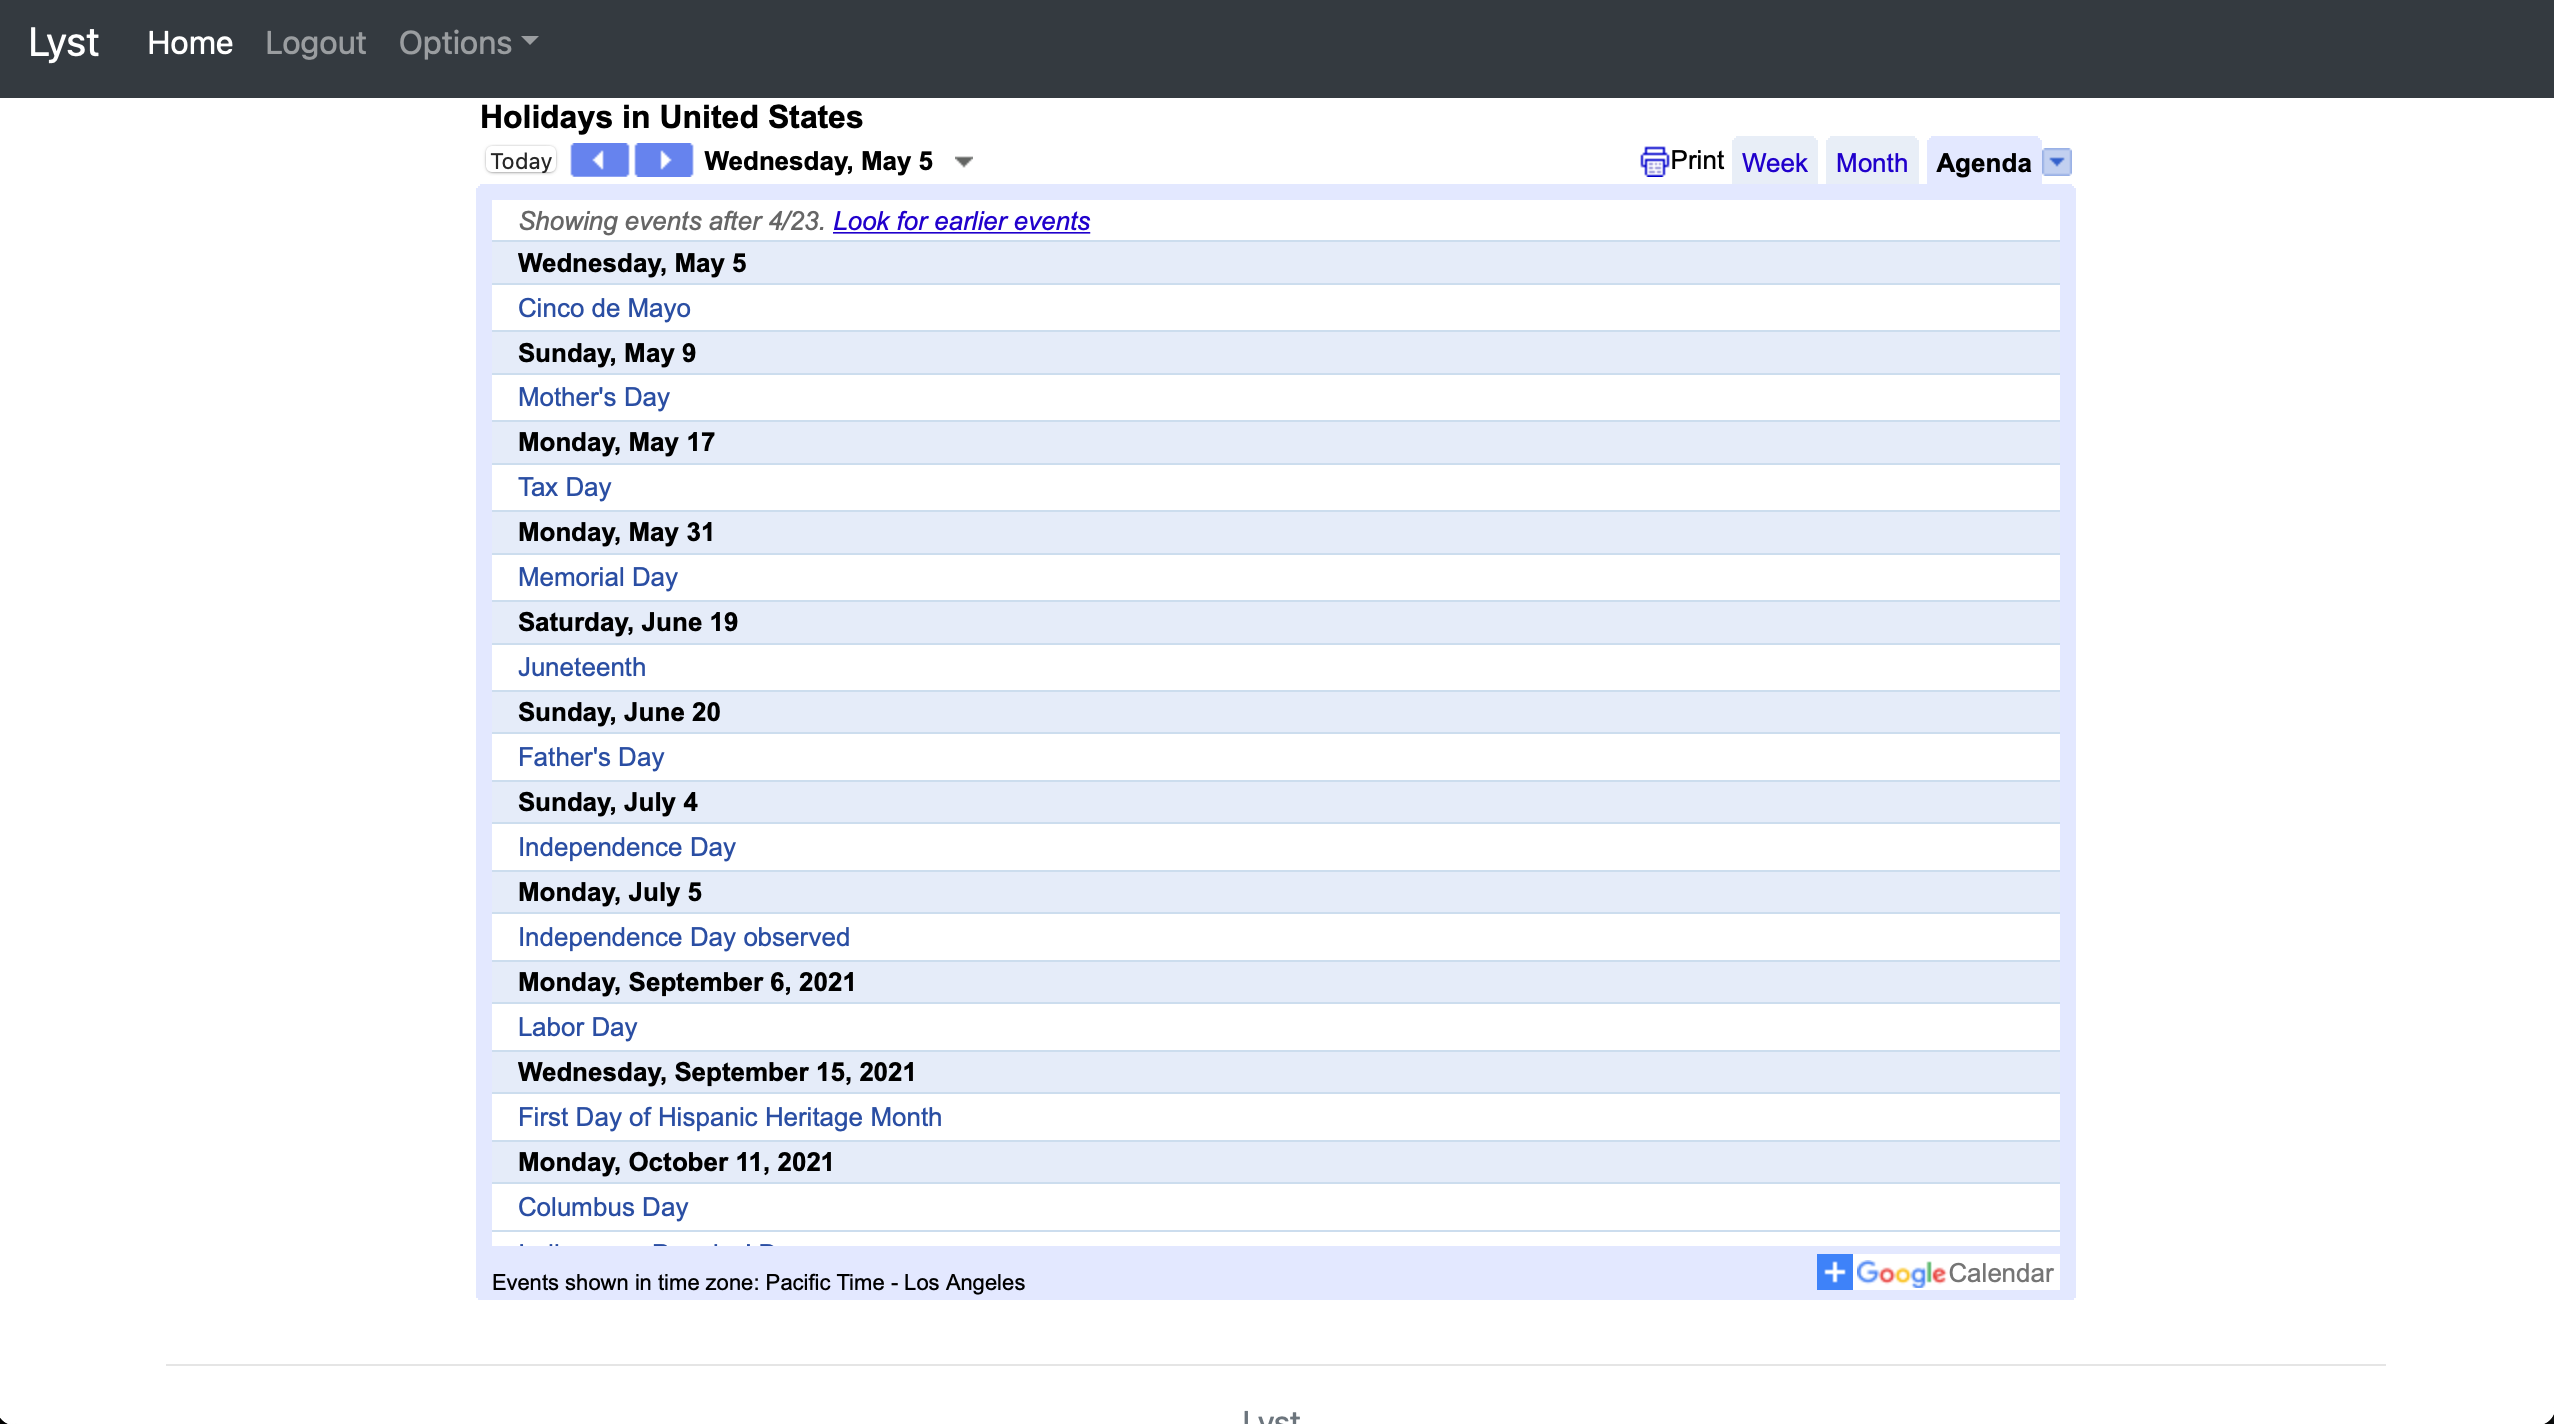 Lyst Home Logout Options
Holidays in United States
Today Wednesday, May 5 Print Week Month Agenda
Showing events after 4/23. Look for earlier events
Wednesday, May 5
Cinco de Mayo
Sunday, May 9
Mother's Day
Monday, May 17
Tax Day
Monday, May 31
Memorial Day
Saturday, June 19
Juneteenth
Sunday, June 20
Father's Day
Sunday, July 4
Independence Day
Monday, July 5
Independence Day observed
Monday, September 6, 2021
Labor Day
Wednesday, September 15, 2021
First Day of Hispanic Heritage Month
Monday, October 11, 2021
Columbus Day
Events shown in time zone: Pacific Time - Los Angeles
Google Calendar
Lyst